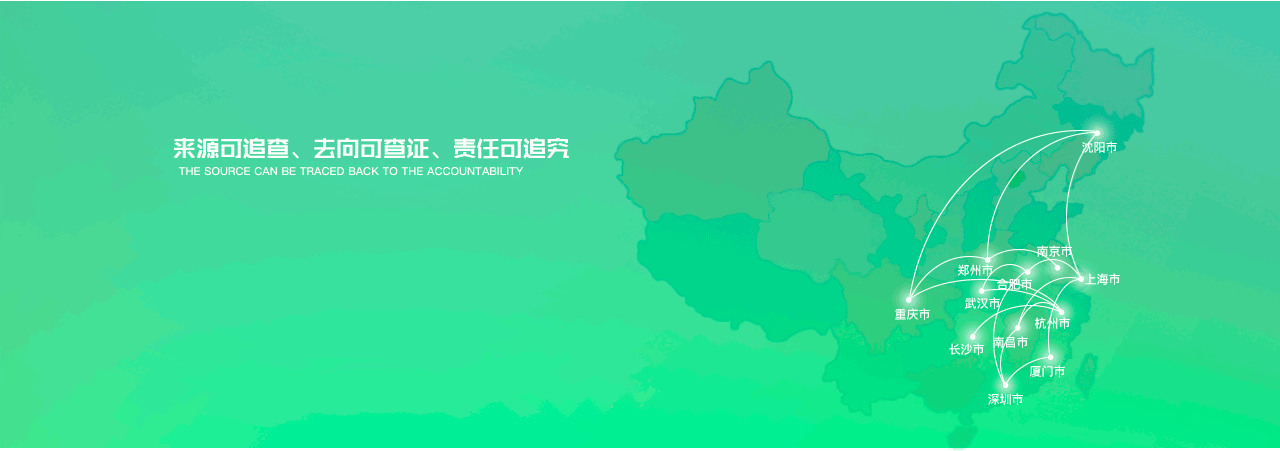 来源可追查、去向可查证、责任可追究
THE SOURCE CAN BE TRACED BACK TO THE ACCOUNTABILITY
沈阳市
南京市
郑州市
上海市
合肥市
武汉市
重庆市
杭州市
南昌市
长沙市
厦门市
深圳市